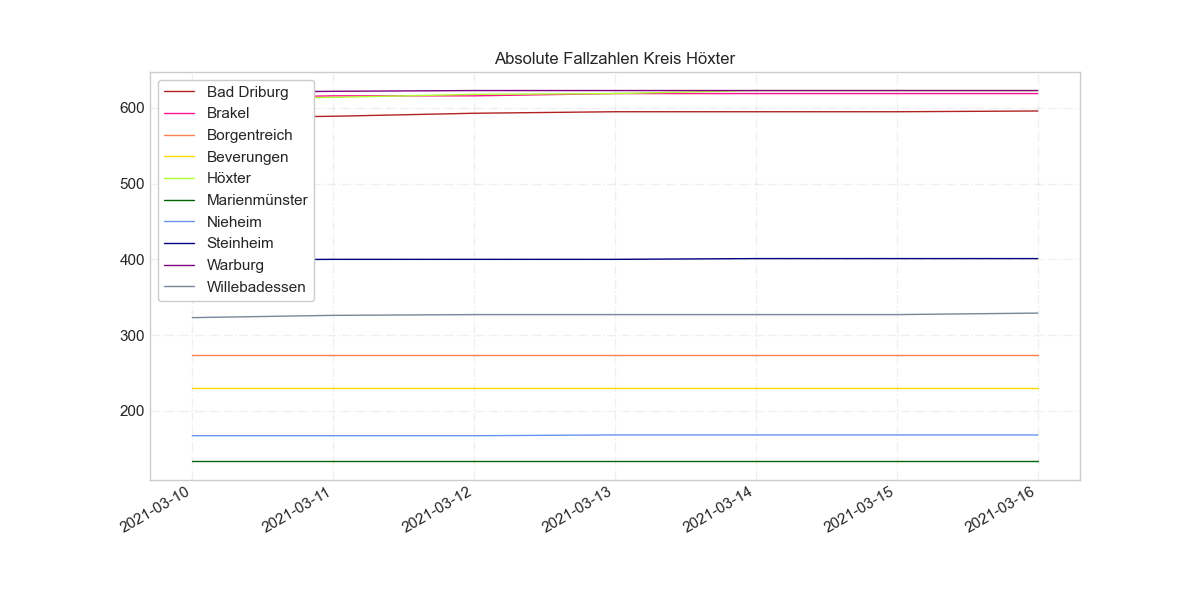 Absolute Fallzahlen Kreis Höxter
Bad Driburg
Brakel
Borgentreich
Beverungen
Höxter
Marienmünster
Nieheim
Steinheim
Warburg
Willebadessen
600
500
400
300
200
2021-03-10
2021-03-11
2021-03-12
2021-03-13
2021-03-14
2021-03-15
2021-03-16